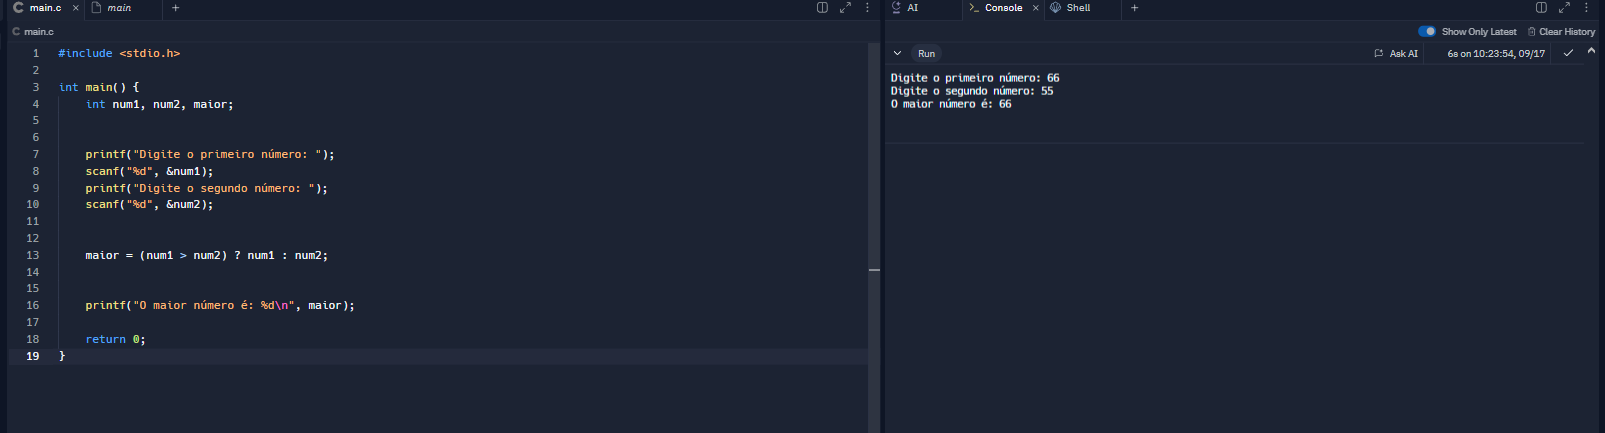 main.c × main +
main.c
1 #include <stdio.h>
2
3 int main() {
4 int num1, num2, maior;
5
6
7 printf("Digite o primeiro número: ");
8 scanf("%d", &num1);
9 printf("Digite o segundo número: ");
10 scanf("%d", &num2);
11
12
13 maior = (num1 > num2) ? num1 : num2;
14
15
16 printf("O maior número é: %d\n", maior);
17
18 return 0;
19 }
AI >_ Console × Shell +
Show Only Latest Clear History
Run Ask AI 6s on 10:23:54, 09/17
Digite o primeiro número: 66
Digite o segundo número: 55
O maior número é: 66